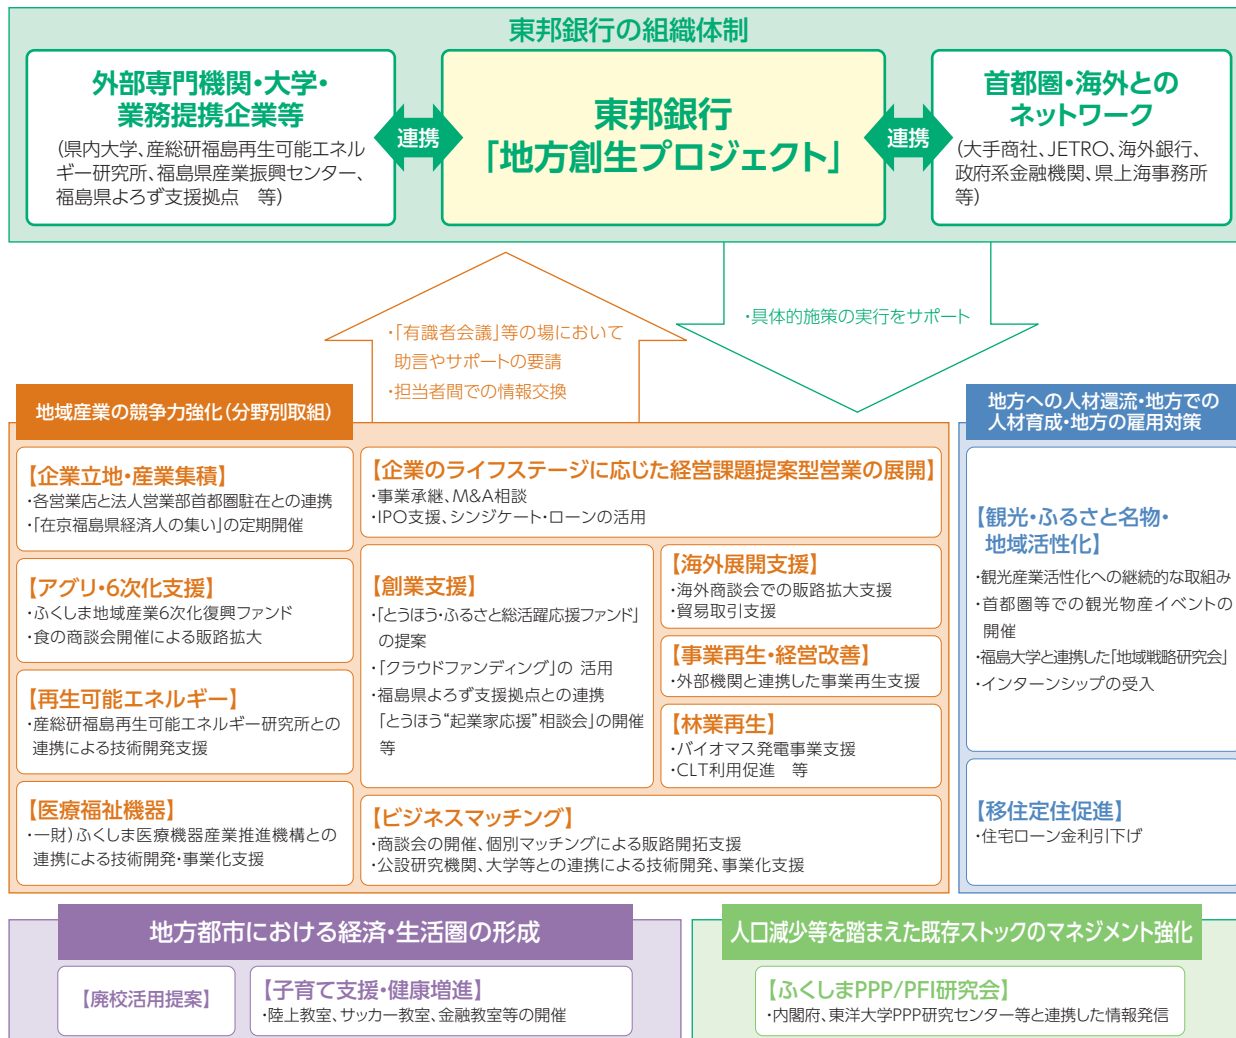 東邦銀行の組織体制
外部専門機関・大学・
業務提携企業等
(県内大学、産総研福島再生可能エネル
ギー研究所、福島県産業振興センター、
福島県よろず支援拠点　等)
連携
東邦銀行
「地方創生プロジェクト」
連携
首都圏・海外との
ネットワーク
(大手商社、JETRO、海外銀行、
政府系金融機関、県上海事務所
等)
・「有識者会議」等の場において
助言やサポートの要請
・担当者間での情報交換
・具体的施策の実行をサポート
地域産業の競争力強化(分野別取組)
【企業立地・産業集積】
・各営業店と法人営業部首都圏駐在との連携
・「在京福島県経済人の集い」の定期開催
【アグリ・6次化支援】
・ふくしま地域産業6次化復興ファンド
・食の商談会開催による販路拡大
【再生可能エネルギー】
・産総研福島再生可能エネルギー研究所との
連携による技術開発支援
【医療福祉機器】
・一財)ふくしま医療機器産業推進機構との
連携による技術開発・事業化支援
【企業のライフステージに応じた経営課題提案型営業の展開】
・事業承継、M&A相談
・IPO支援、シンジケート・ローンの活用
【創業支援】
・「とうほう・ふるさと総活躍応援ファンド」
の提案
・「クラウドファンディング」の 活用
・福島県よろず支援拠点との連携
「とうほう“起業家応援”相談会」の開催
等
【海外展開支援】
・海外商談会での販路拡大支援
・貿易取引支援
【事業再生・経営改善】
・外部機関と連携した事業再生支援
【林業再生】
・バイオマス発電事業支援
・CLT利用促進　等
【ビジネスマッチング】
・商談会の開催、個別マッチングによる販路開拓支援
・公設研究機関、大学等との連携による技術開発、事業化支援
地方への人材還流・地方での
人材育成・地方の雇用対策
【観光・ふるさと名物・
地域活性化】
・観光産業活性化への継続的な取組み
・首都圏等での観光物産イベントの
開催
・福島大学と連携した「地域戦略研究会」
・インターンシップの受入
【移住定住促進】
・住宅ローン金利引下げ
地方都市における経済・生活圏の形成
【廃校活用提案】
【子育て支援・健康増進】
・陸上教室、サッカー教室、金融教室等の開催
人口減少等を踏まえた既存ストックのマネジメント強化
【ふくしまPPP/PFI研究会】
・内閣府、東洋大学PPP研究センター等と連携した情報発信